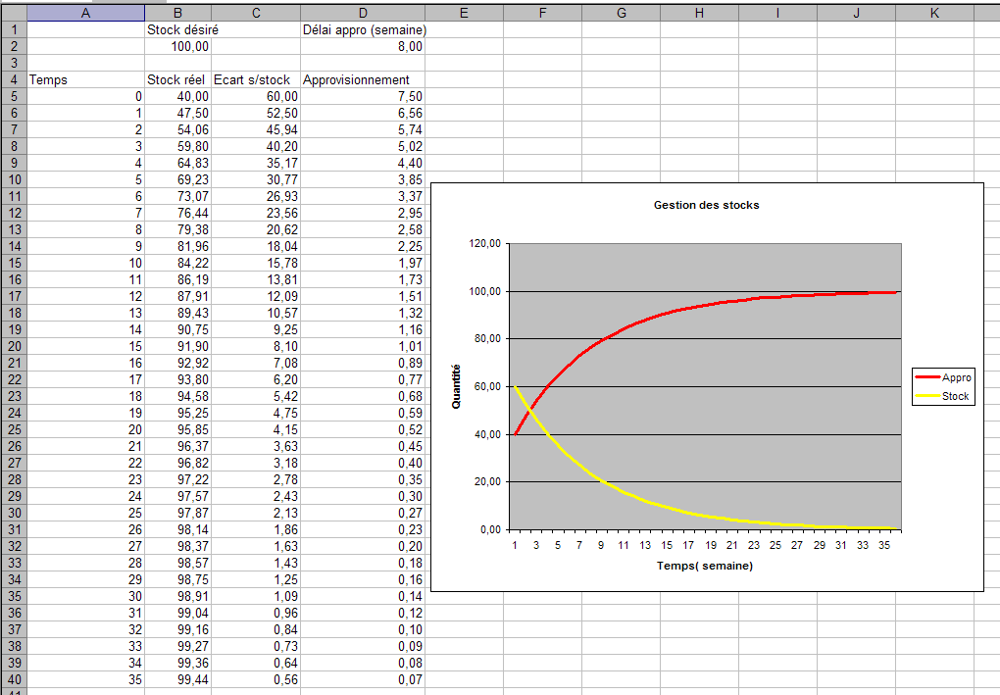 A B C D E F G H I J K
1 Stock désiré Délai appro (semaine)
2 100,00 8,00
3
4 Temps Stock réel Ecart s/stock Approvisionnement
5 0 40,00 60,00 7,50
6 1 47,50 52,50 6,56
7 2 54,06 45,94 5,74
8 3 59,80 40,20 5,02
9 4 64,83 35,17 4,40
10 5 69,23 30,77 3,85
11 6 73,07 26,93 3,37
12 7 76,44 23,56 2,95
13 8 79,38 20,62 2,58
14 9 81,96 18,04 2,25
15 10 84,22 15,78 1,97
16 11 86,19 13,81 1,73
17 12 87,91 12,09 1,51
18 13 89,43 10,57 1,32
19 14 90,75 9,25 1,16
20 15 91,90 8,10 1,01
21 16 92,92 7,08 0,89
22 17 93,80 6,20 0,77
23 18 94,58 5,42 0,68
24 19 95,25 4,75 0,59
25 20 95,85 4,15 0,52
26 21 96,37 3,63 0,45
27 22 96,82 3,18 0,40
28 23 97,22 2,78 0,35
29 24 97,57 2,43 0,30
30 25 97,87 2,13 0,27
31 26 98,14 1,86 0,23
32 27 98,37 1,63 0,20
33 28 98,57 1,43 0,18
34 29 98,75 1,25 0,16
35 30 98,91 1,09 0,14
36 31 99,04 0,96 0,12
37 32 99,16 0,84 0,10
38 33 99,27 0,73 0,09
39 34 99,36 0,64 0,08
40 35 99,44 0,56 0,07
Gestion des stocks
120,00
100,00
80,00
60,00
40,00
20,00
0,00
Quantité
1 3 5 7 9 11 13 15 17 19 21 23 25 27 29 31 33 35
Temps( semaine)
Appro
Stock